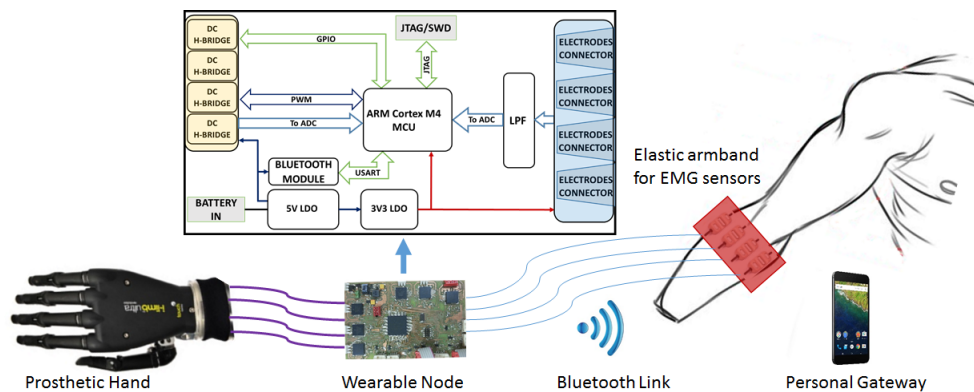 DC
H-BRIDGE
DC
H-BRIDGE
DC
H-BRIDGE
DC
H-BRIDGE
GPIO
PWM
To ADC
JTAG/SWD
JTAG
ARM Cortex M4
MCU
To ADC
LPF
ELECTRODES
CONNECTOR
ELECTRODES
CONNECTOR
ELECTRODES
CONNECTOR
ELECTRODES
CONNECTOR
BLUETOOTH
MODULE
USART
BATTERY
IN
5V LDO
3V3 LDO
Elastic armband
for EMG sensors
ultra
Prosthetic Hand
Wearable Node
Bluetooth Link
Personal Gateway